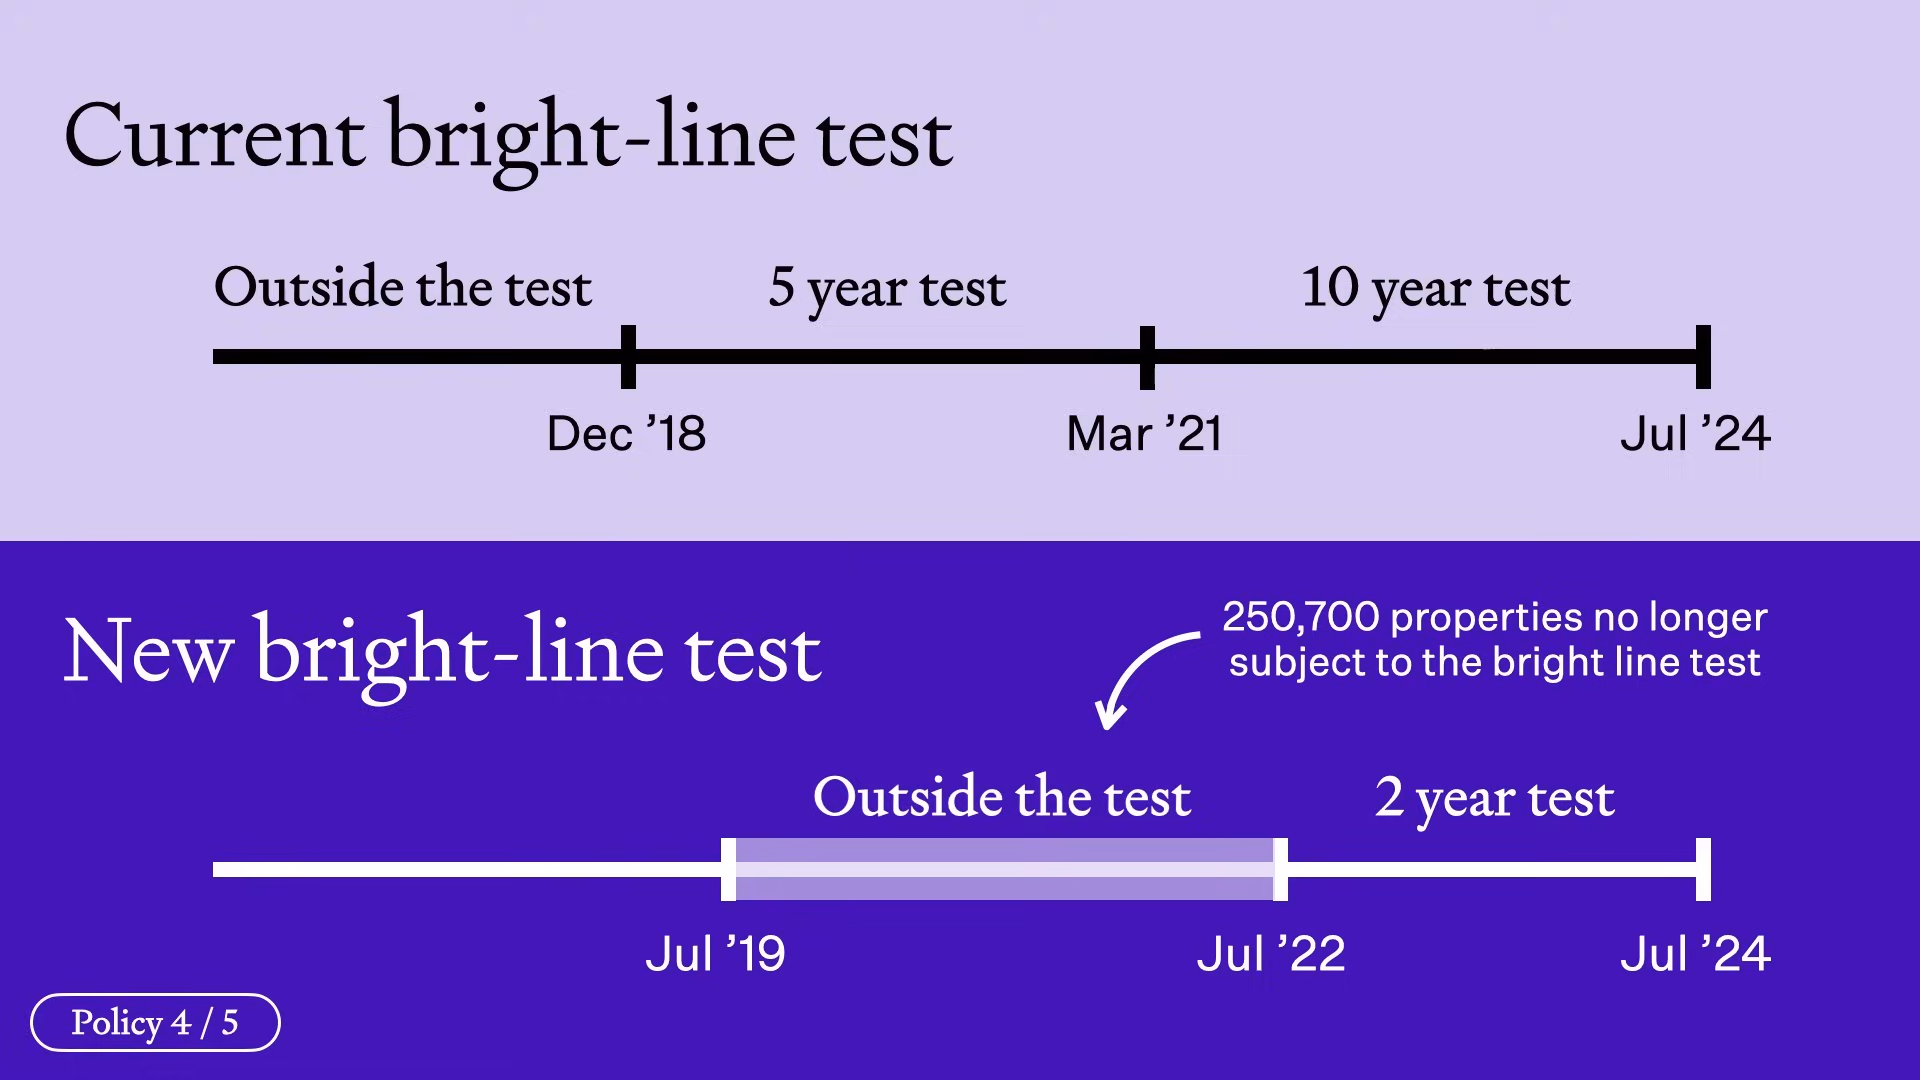 Current bright-line test
Outside the test
5 year test
10 year test
Dec ’18
Mar ’21
Jul ’24
New bright-line test
250,700 properties no longer
subject to the bright line test
Outside the test
2 year test
Jul ’19
Jul ’22
Jul ’24
Policy 4 / 5